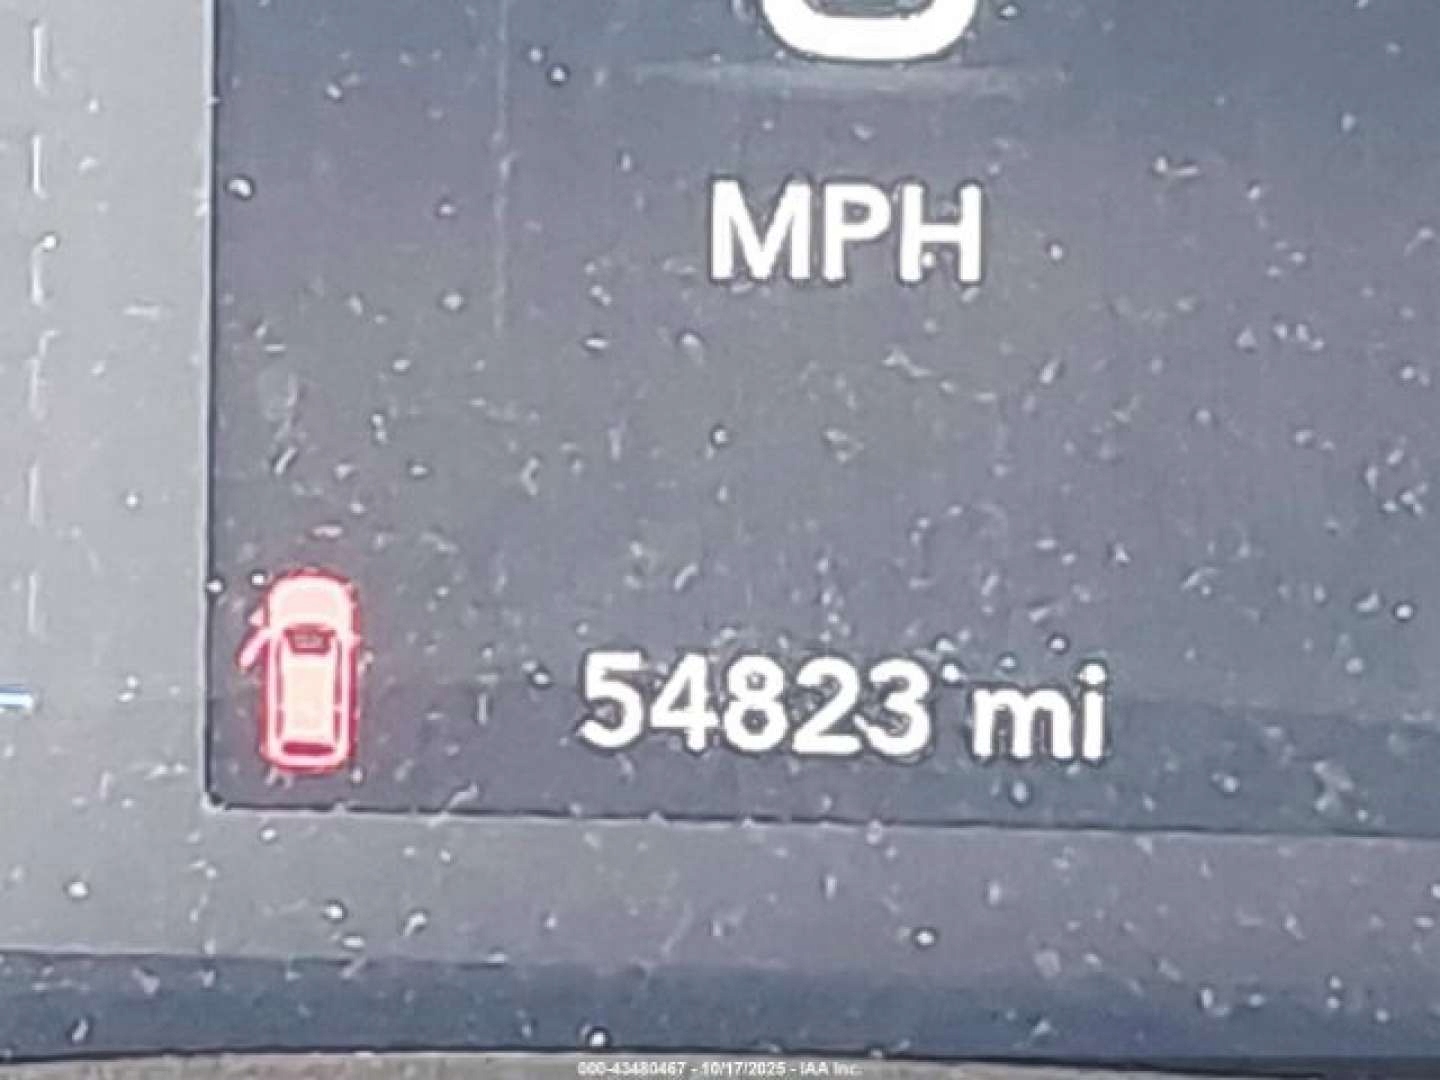 MPH
54823 mi
000-43480467 - 10/17/2025 - IAA Inc.